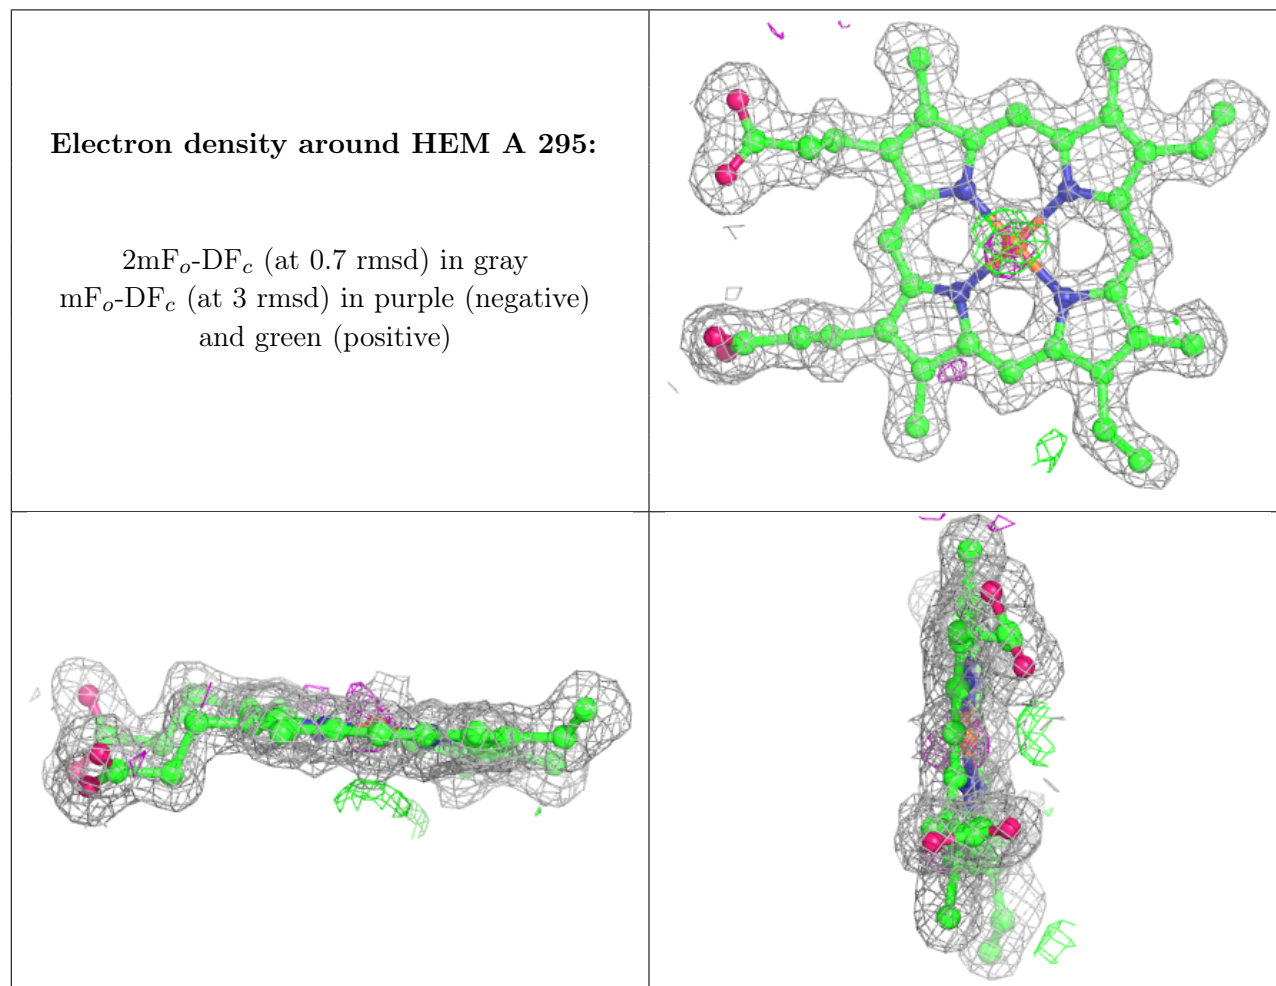 Electron density around HEM A 295:
2mFo-DFc (at 0.7 rmsd) in gray
mFo-DFc (at 3 rmsd) in purple (negative)
and green (positive)